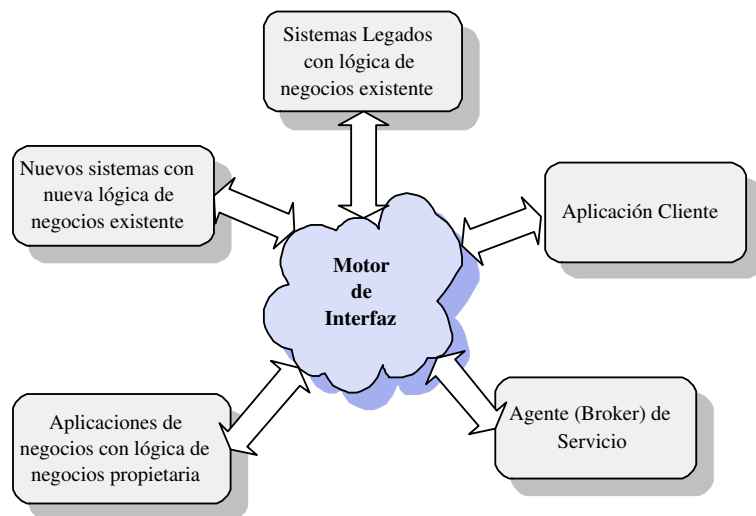 Sistemas Legados
con lógica de
negocios existente
Nuevos sistemas con
nueva lógica de
negocios existente
Aplicación Cliente
Motor
de
Interfaz
Aplicaciones de
negocios con lógica de
negocios propietaria
Agente (Broker) de
Servicio